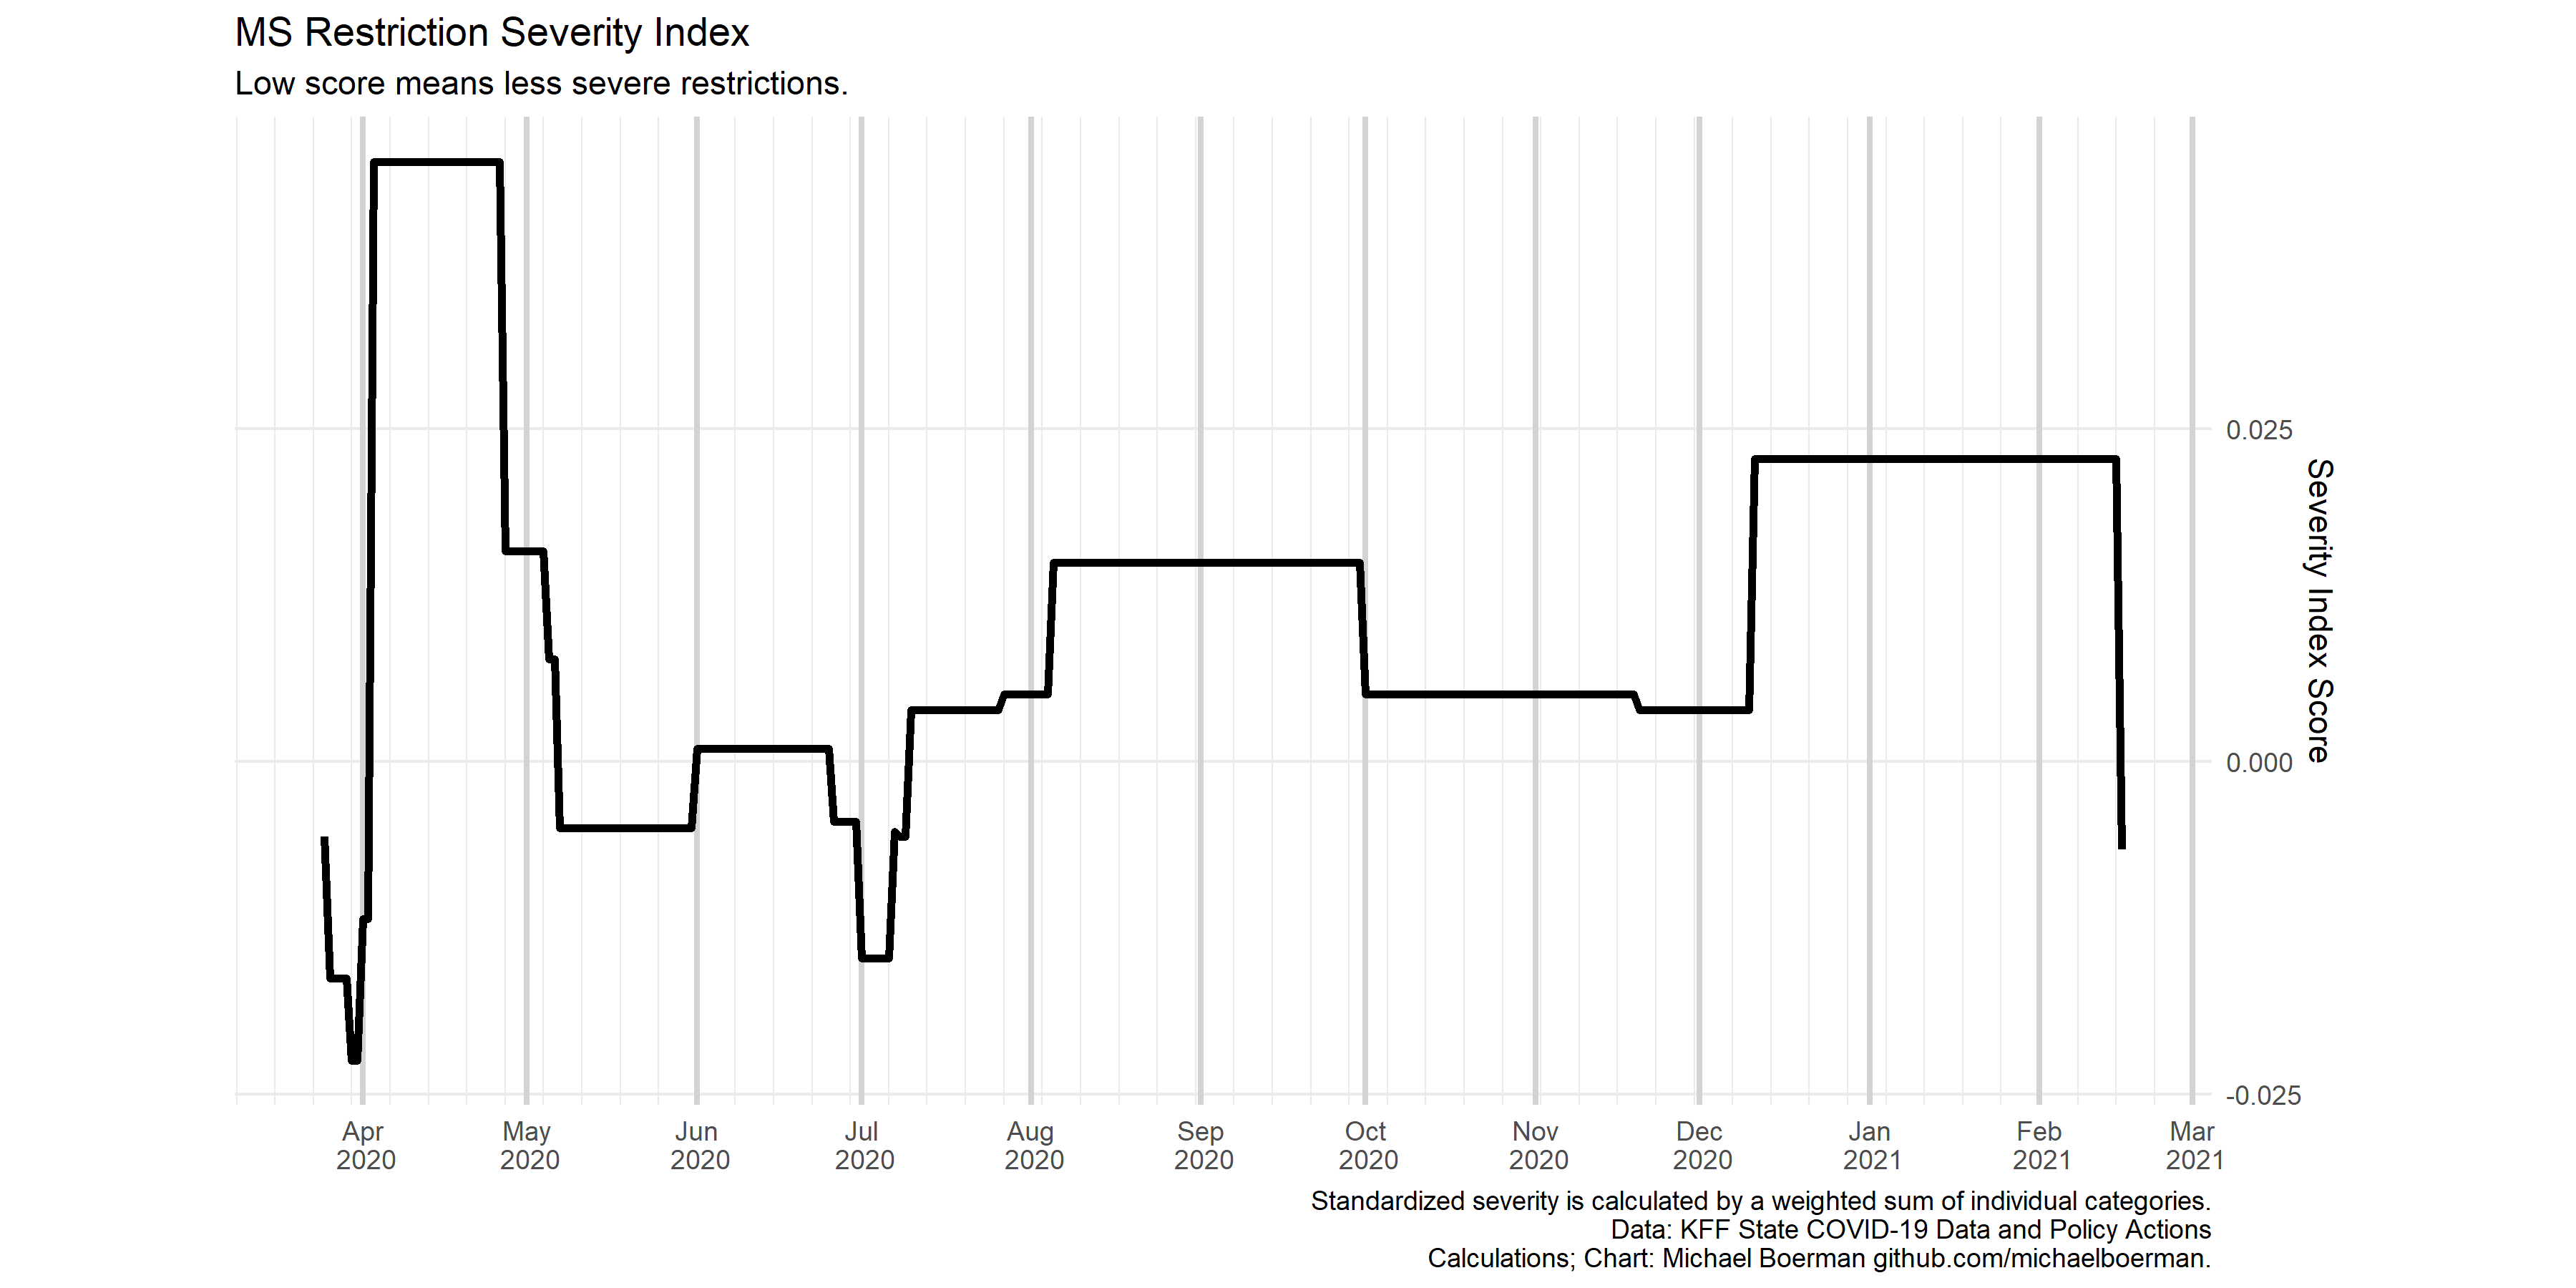 MS Restriction Severity Index
Low score means less severe restrictions.
0.025
0.000
-0.025
Severity Index Score
Apr
2020
May
2020
Jun
2020
Jul
2020
Aug
2020
Sep
2020
Oct
2020
Nov
2020
Dec
2020
Jan
2021
Feb
2021
Mar
2021
Standardized severity is calculated by a weighted sum of individual categories.
Data: KFF State COVID-19 Data and Policy Actions
Calculations; Chart: Michael Boerman github.com/michaelboerman.